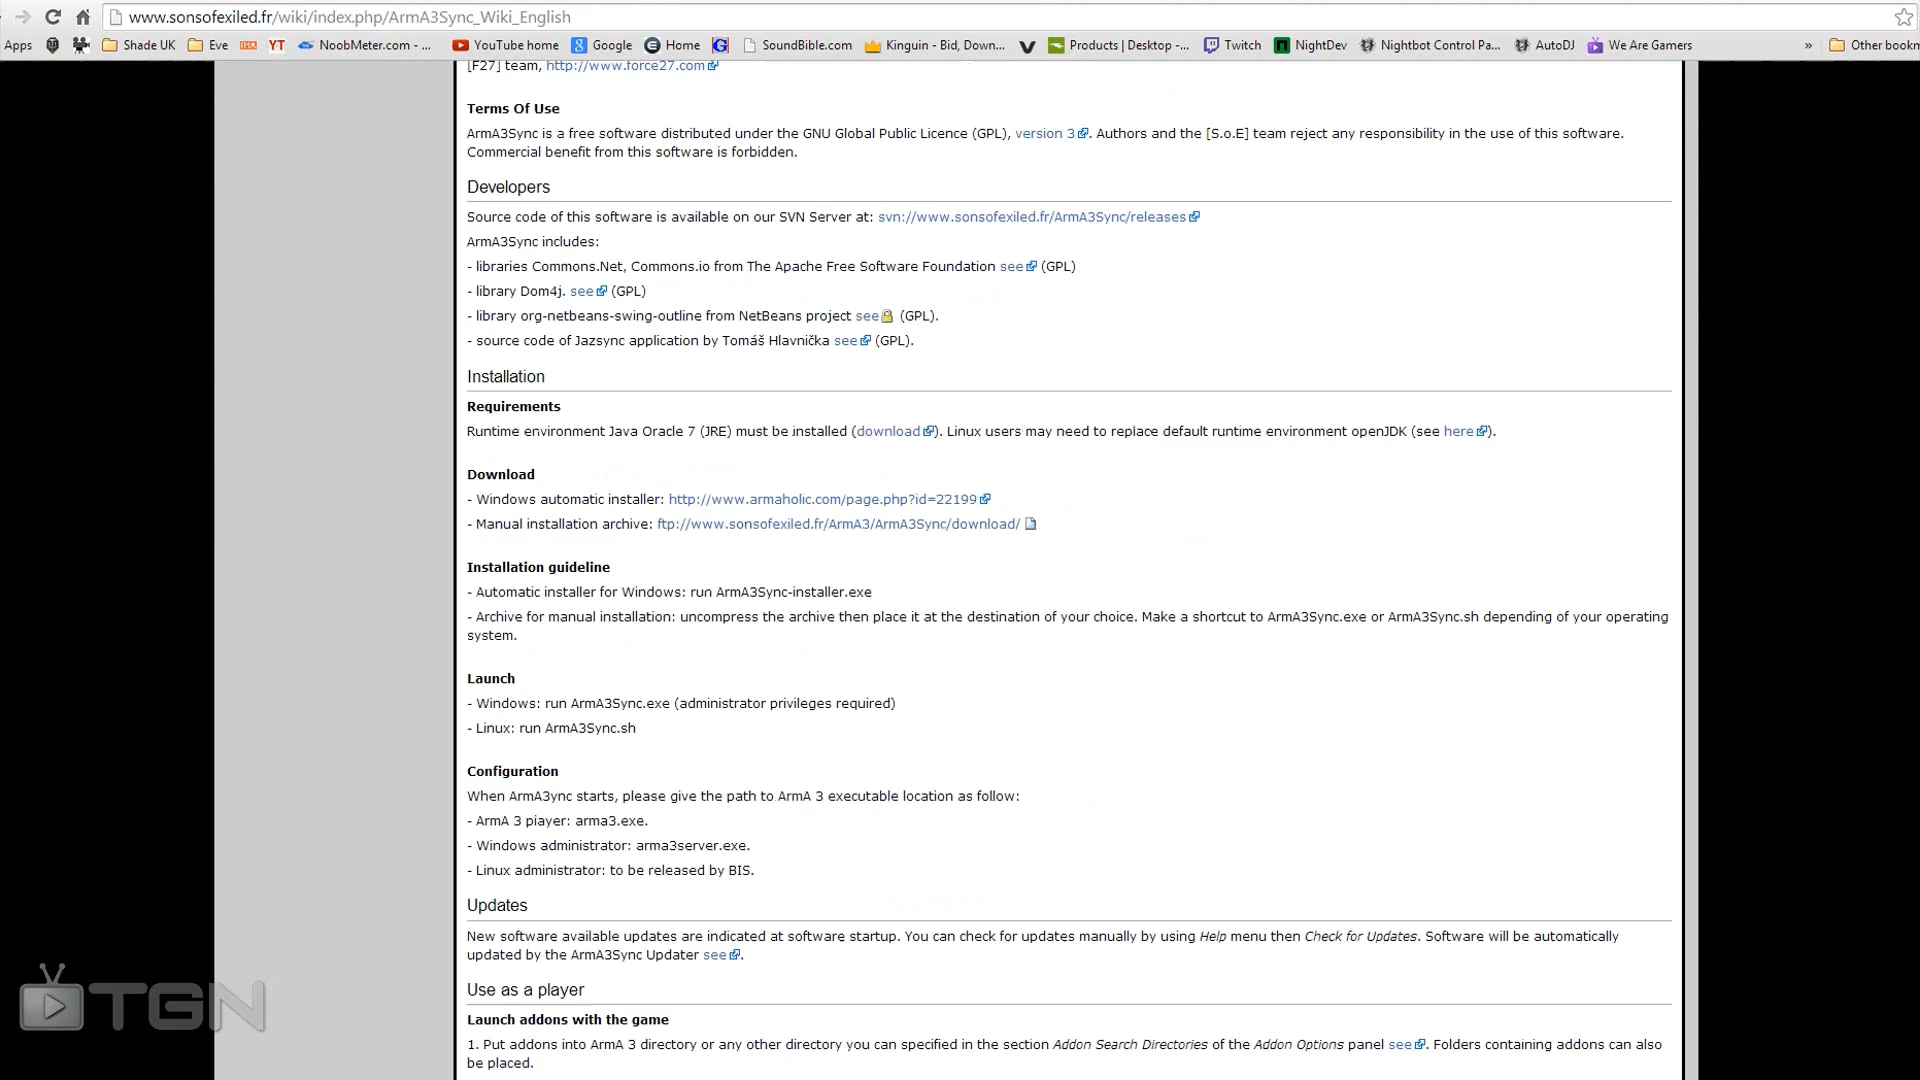 www.sonsofexiled.fr/wiki/index.php/ArmA3Sync_Wiki_English
Apps Shade UK Eve YT NoobMeter.com - ... YouTube home Google Home SoundBible.com Kinguin - Bid, Down... Products | Desktop -... Twitch NightDev Nightbot Control Pa... AutoDJ We Are Gamers » Other bookm
[F27] team, http://www.force27.com
Terms Of Use
ArmA3Sync is a free software distributed under the GNU Global Public Licence (GPL), version 3. Authors and the [S.o.E] team reject any responsibility in the use of this software.
Commercial benefit from this software is forbidden.
Developers
Source code of this software is available on our SVN Server at: svn://www.sonsofexiled.fr/ArmA3Sync/releases
ArmA3Sync includes:
- libraries Commons.Net, Commons.io from The Apache Free Software Foundation see (GPL)
- library Dom4j. see (GPL)
- library org-netbeans-swing-outline from NetBeans project see (GPL).
- source code of Jazsync application by Tomáš Hlavnička see (GPL).
Installation
Requirements
Runtime environment Java Oracle 7 (JRE) must be installed (download). Linux users may need to replace default runtime environment openJDK (see here).
Download
- Windows automatic installer: http://www.armaholic.com/page.php?id=22199
- Manual installation archive: ftp://www.sonsofexiled.fr/ArmA3/ArmA3Sync/download/
Installation guideline
- Automatic installer for Windows: run ArmA3Sync-installer.exe
- Archive for manual installation: uncompress the archive then place it at the destination of your choice. Make a shortcut to ArmA3Sync.exe or ArmA3Sync.sh depending of your operating
system.
Launch
- Windows: run ArmA3Sync.exe (administrator privileges required)
- Linux: run ArmA3Sync.sh
Configuration
When ArmA3ync starts, please give the path to ArmA 3 executable location as follow:
- ArmA 3 player: arma3.exe.
- Windows administrator: arma3server.exe.
- Linux administrator: to be released by BIS.
Updates
New software available updates are indicated at software startup. You can check for updates manually by using Help menu then Check for Updates. Software will be automatically
updated by the ArmA3Sync Updater see.
Use as a player
Launch addons with the game
1. Put addons into ArmA 3 directory or any other directory you can specified in the section Addon Search Directories of the Addon Options panel see. Folders containing addons can also
be placed.
TGN